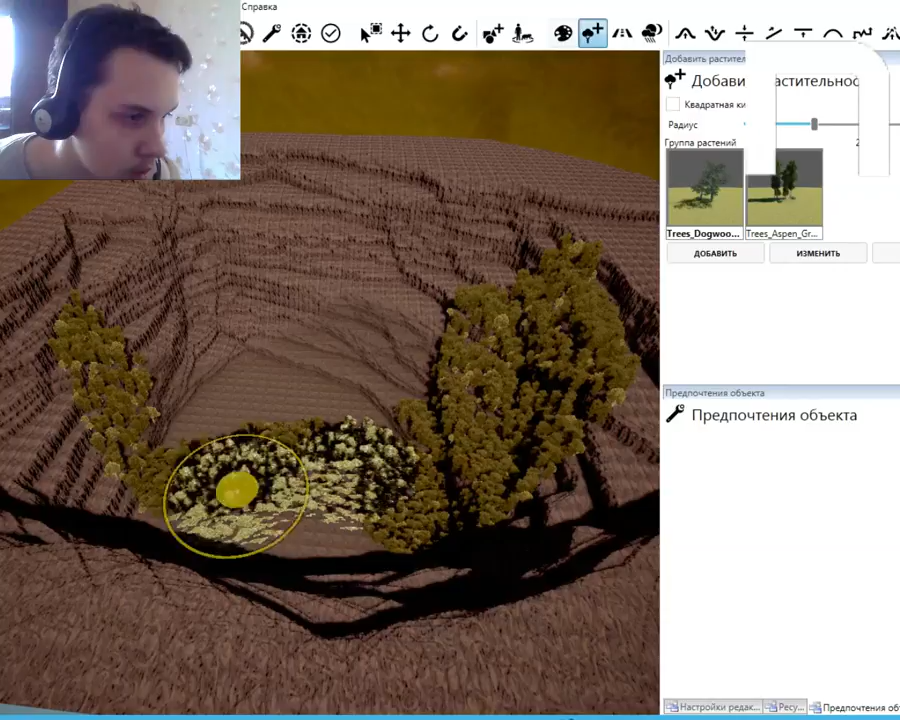 Справка
Добавить растител
Добави астительнос
Квадратная ки
Радиус
Группа растений
Trees_Dogwoo... Trees_Aspen_Gr...
ДОБАВИТЬ ИЗМЕНИТЬ
Предпочтения объекта
Предпочтения объекта
Настройки редак... Ресу... Предпочтения об